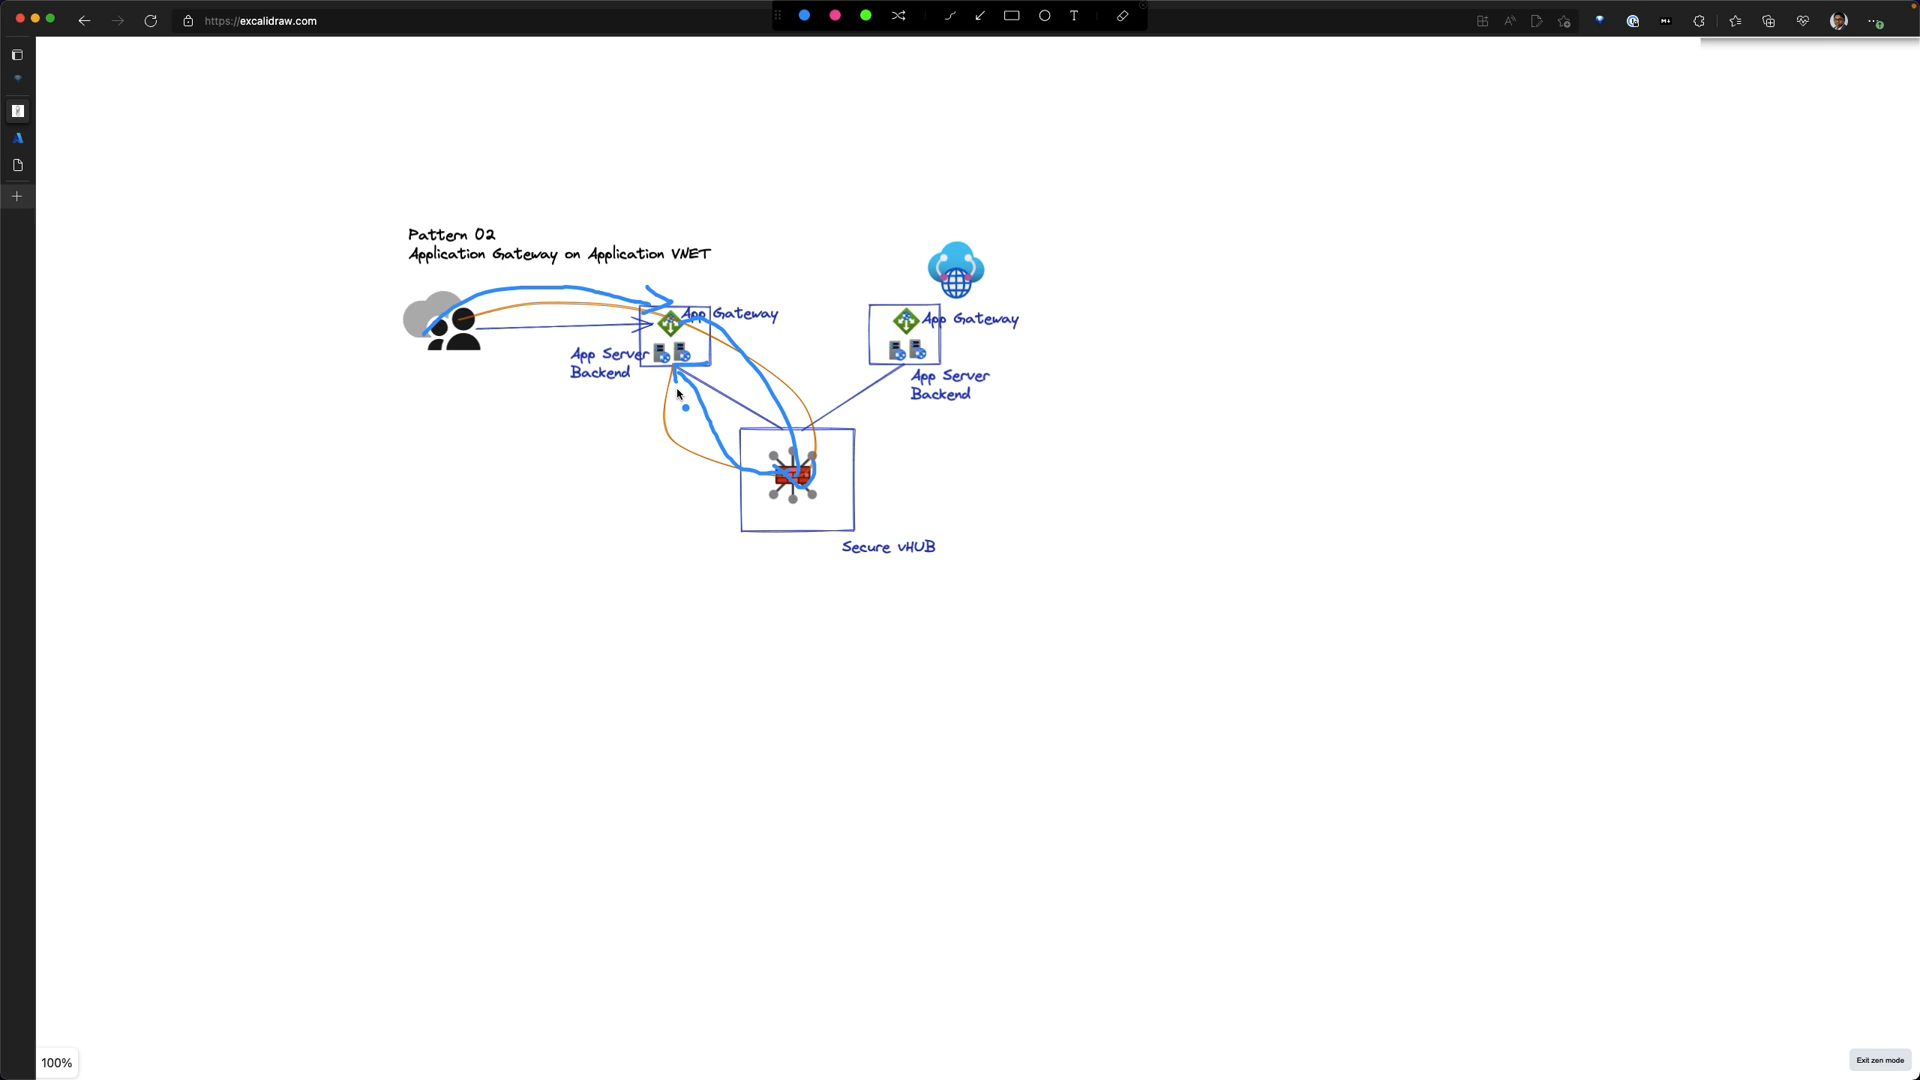 https://excalidraw.com
T
Pattern 02
Application Gateway on Application VNET
App Gateway
App Server
Backend
App Gateway
App Server
Backend
Secure vHUB
100%
Exit zen mode